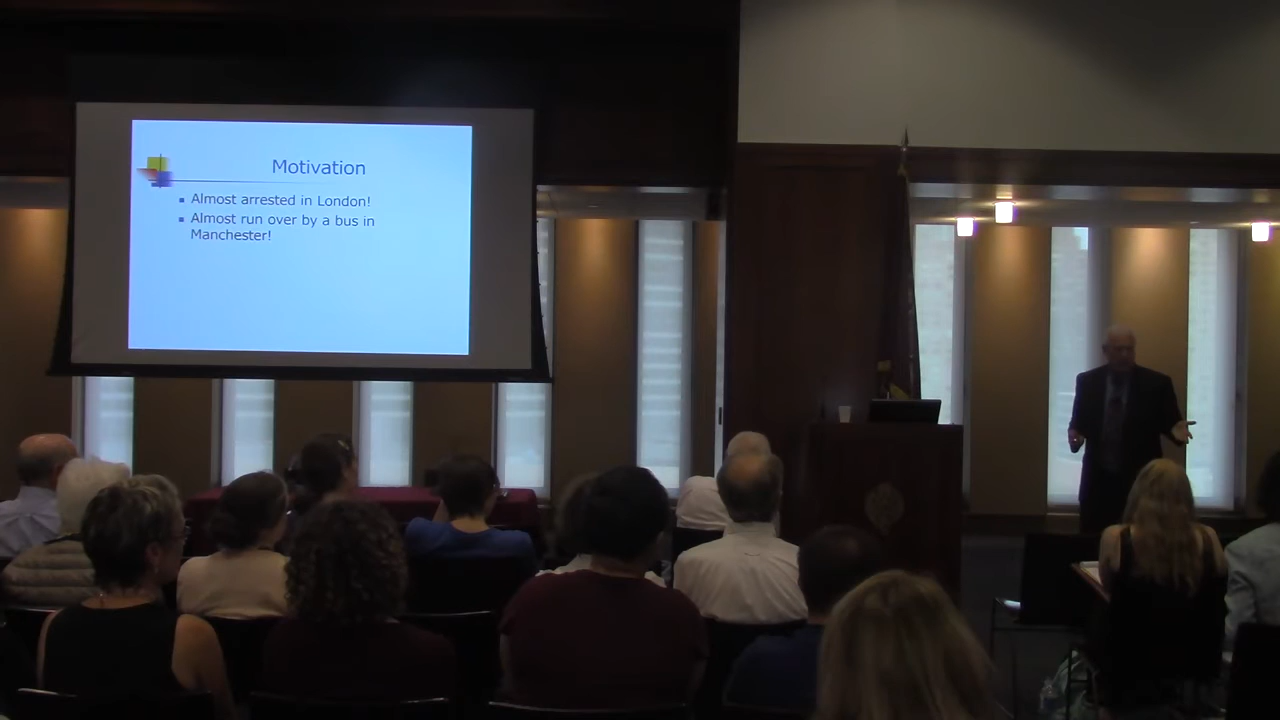 Motivation
Almost arrested in London!
Almost run over by a bus in
Manchester!